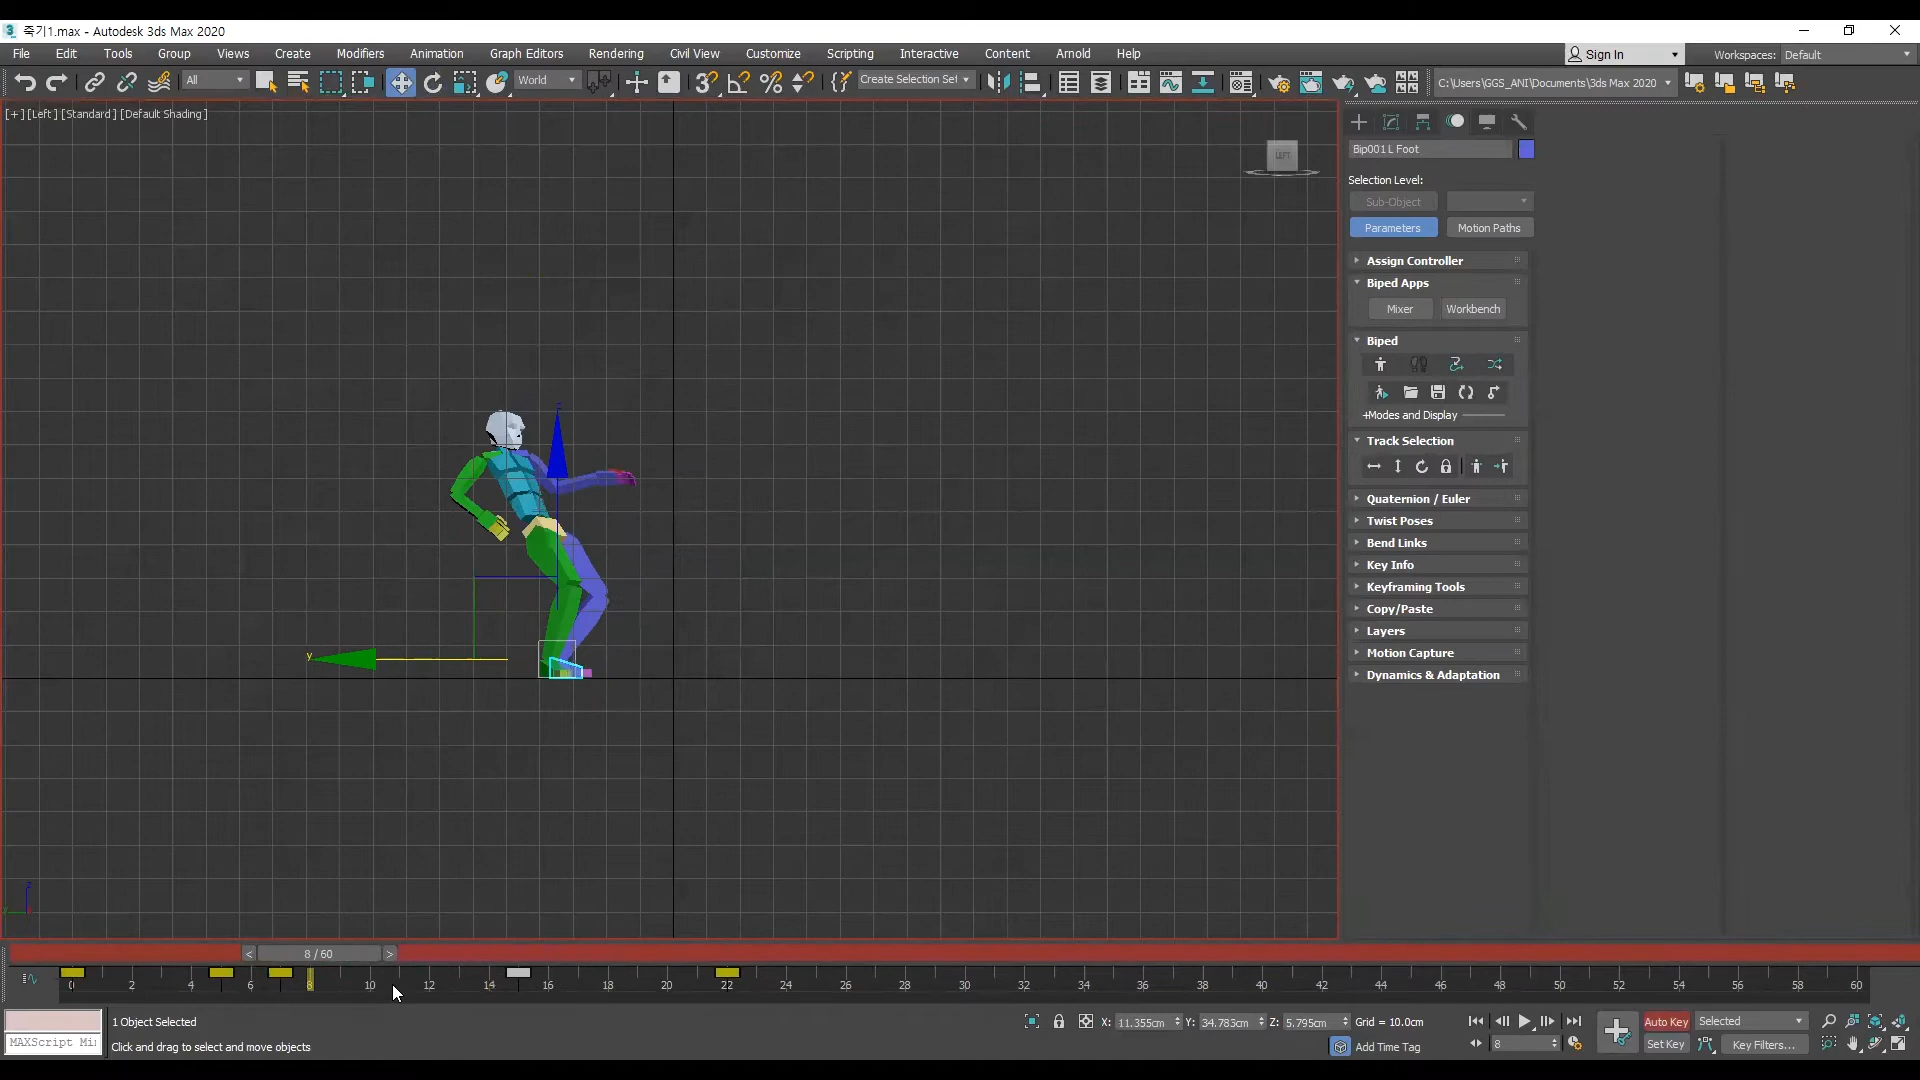 죽기1.max - Autodesk 3ds Max 2020
File Edit Tools Group Views Create Modifiers Animation Graph Editors Rendering Civil View Customize Scripting Interactive Content Arnold Help
Sign In
Workspaces: Default
All
World
Create Selection Set
C:\Users\GGS_ANI\Documents\3ds Max 2020
[+] [Left] [Standard] [Default Shading]
LEFT
Bip001 L Foot
Selection Level:
Sub-Object
Parameters Motion Paths
Assign Controller
Biped Apps
Mixer Workbench
Biped
+Modes and Display
Track Selection
Quaternion / Euler
Twist Poses
Bend Links
Key Info
Keyframing Tools
Copy/Paste
Layers
Motion Capture
Dynamics & Adaptation
z
y
z
< 8 / 60 >
0 2 4 6 8 10 12 14 16 18 20 22 24 26 28 30 32 34 36 38 40 42 44 46 48 50 52 54 56 58 60
1 Object Selected
X: 11.355cm Y: 34.783cm Z: 5.795cm Grid = 10.0cm
Auto Key Selected
MAXScript Mi
Click and drag to select and move objects
Add Time Tag
8
Set Key Key Filters...